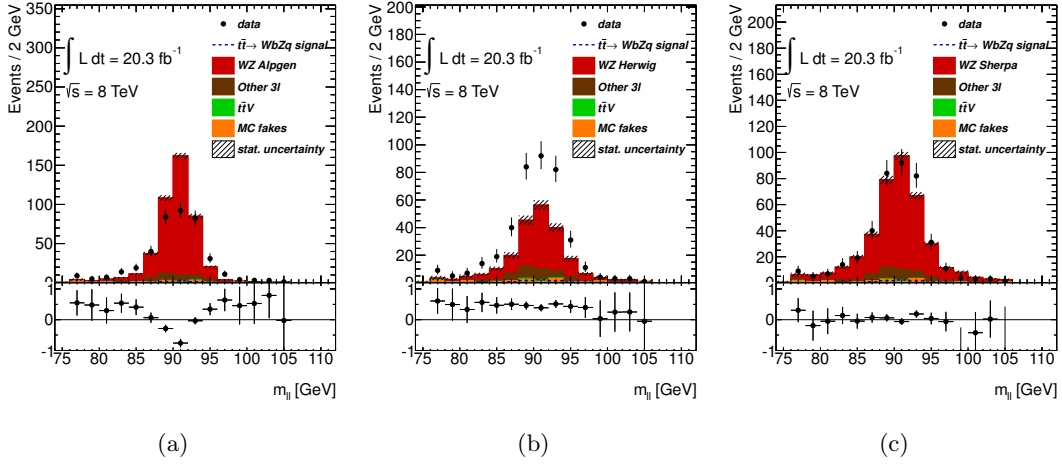 Events / 2 GeV
350
300
250
200
150
100
50
data
tt̄→ WbZq signal
WZ Alpgen
Other 3l
tt̄V
MC fakes
stat. uncertainty
∫ L dt = 20.3 fb⁻¹
√s = 8 TeV
1
0
-1
75 80 85 90 95 100 105 110
m_ll [GeV]
(a)
Events / 2 GeV
200
180
160
140
120
100
80
60
40
20
0
data
tt̄→ WbZq signal
WZ Herwig
Other 3l
tt̄V
MC fakes
stat. uncertainty
∫ L dt = 20.3 fb⁻¹
√s = 8 TeV
1
0
-1
75 80 85 90 95 100 105 110
m_ll [GeV]
(b)
Events / 2 GeV
200
180
160
140
120
100
80
60
40
20
0
data
tt̄→ WbZq signal
WZ Sherpa
Other 3l
tt̄V
MC fakes
stat. uncertainty
∫ L dt = 20.3 fb⁻¹
√s = 8 TeV
1
0
-1
75 80 85 90 95 100 105 110
m_ll [GeV]
(c)